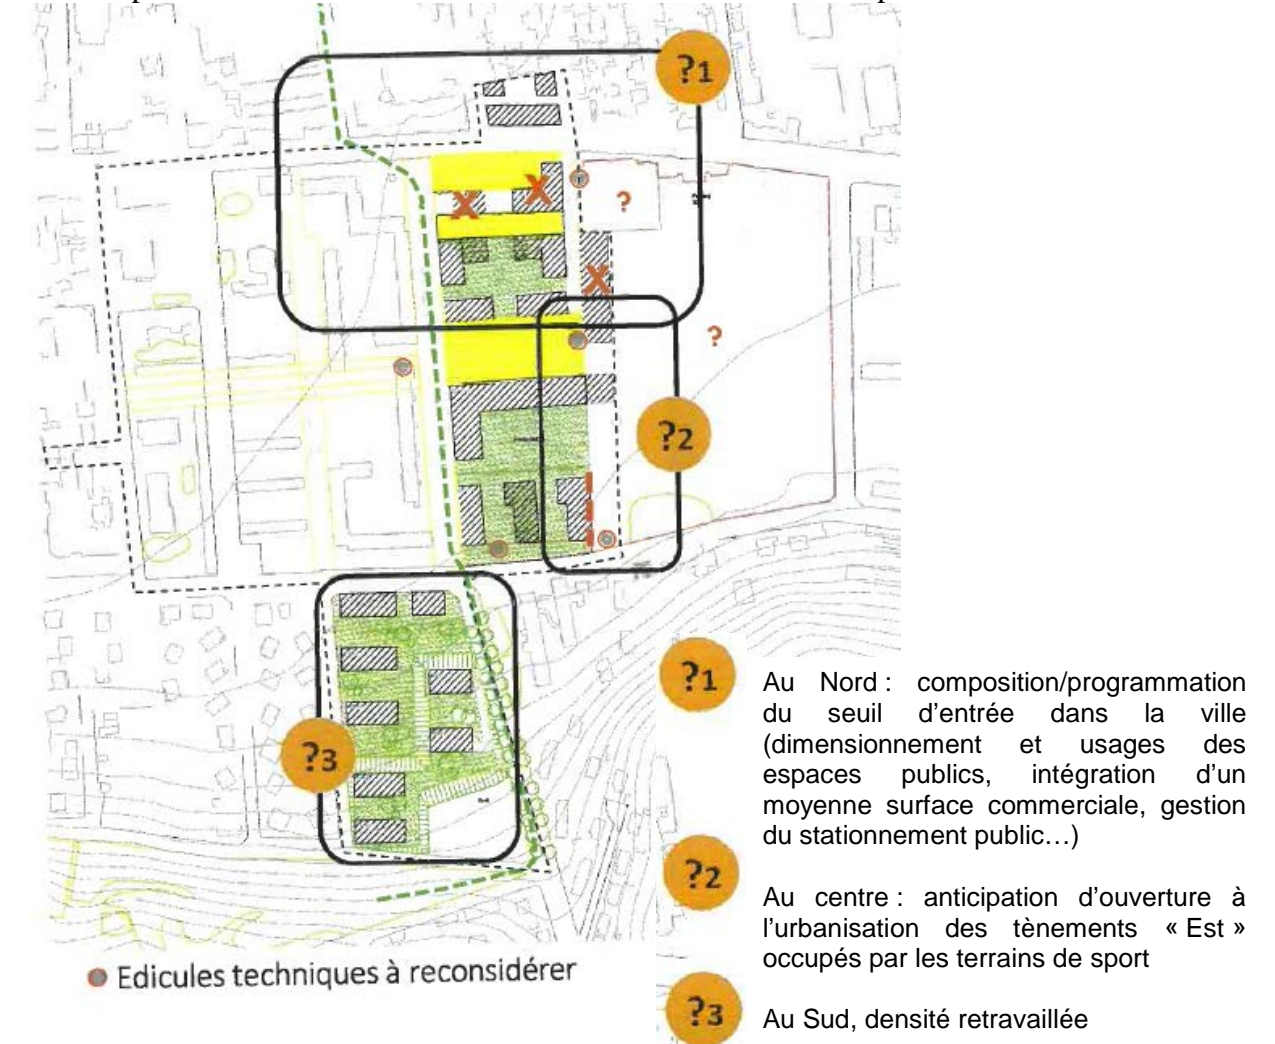 ?1
?
?
?2
?3
Edicules techniques à reconsidérer
?1
Au Nord : composition/programmation
du seuil d'entrée dans la ville
(dimensionnement et usages des
espaces publics, intégration d'un
moyenne surface commerciale, gestion
du stationnement public…)
?2
Au centre : anticipation d'ouverture à
l'urbanisation des tènements « Est »
occupés par les terrains de sport
?3
Au Sud, densité retravaillée